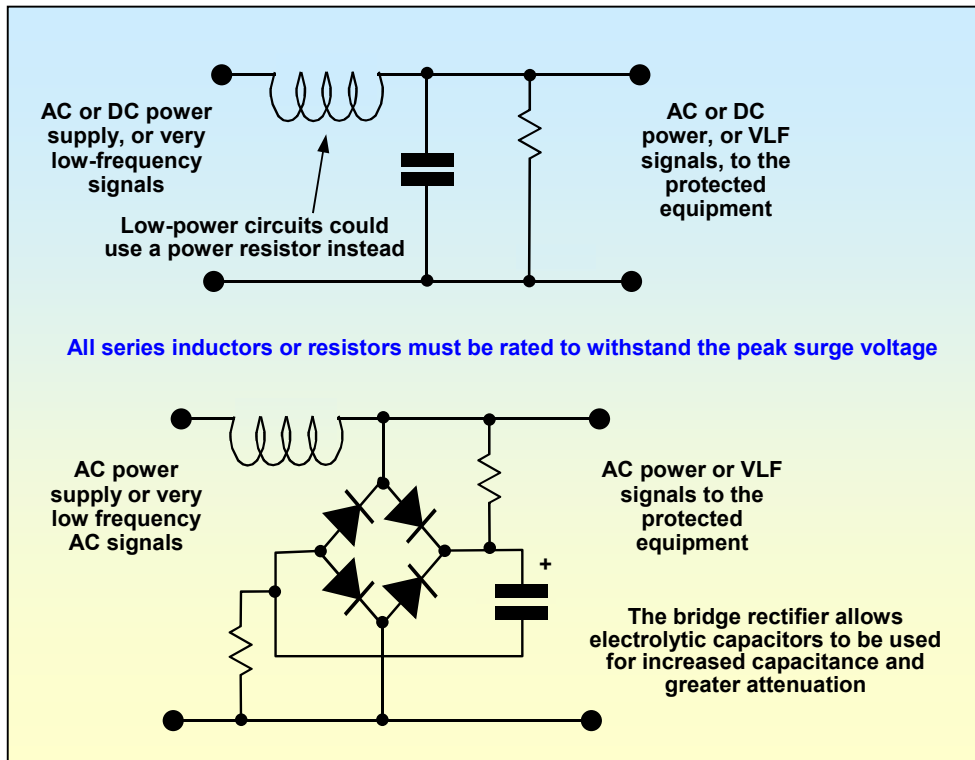 AC or DC power
supply, or very
low-frequency
signals
AC or DC
power, or VLF
signals, to the
protected
equipment
Low-power circuits could
use a power resistor instead
All series inductors or resistors must be rated to withstand the peak surge voltage
AC power
supply or very
low frequency
AC signals
AC power or VLF
signals to the
protected
equipment
+
The bridge rectifier allows
electrolytic capacitors to be used
for increased capacitance and
greater attenuation